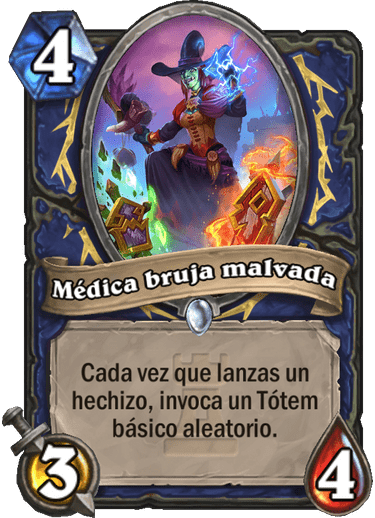 4
Médica bruja malvada
Cada vez que lanzas un
hechizo, invoca un Tótem
básico aleatorio.
3
4